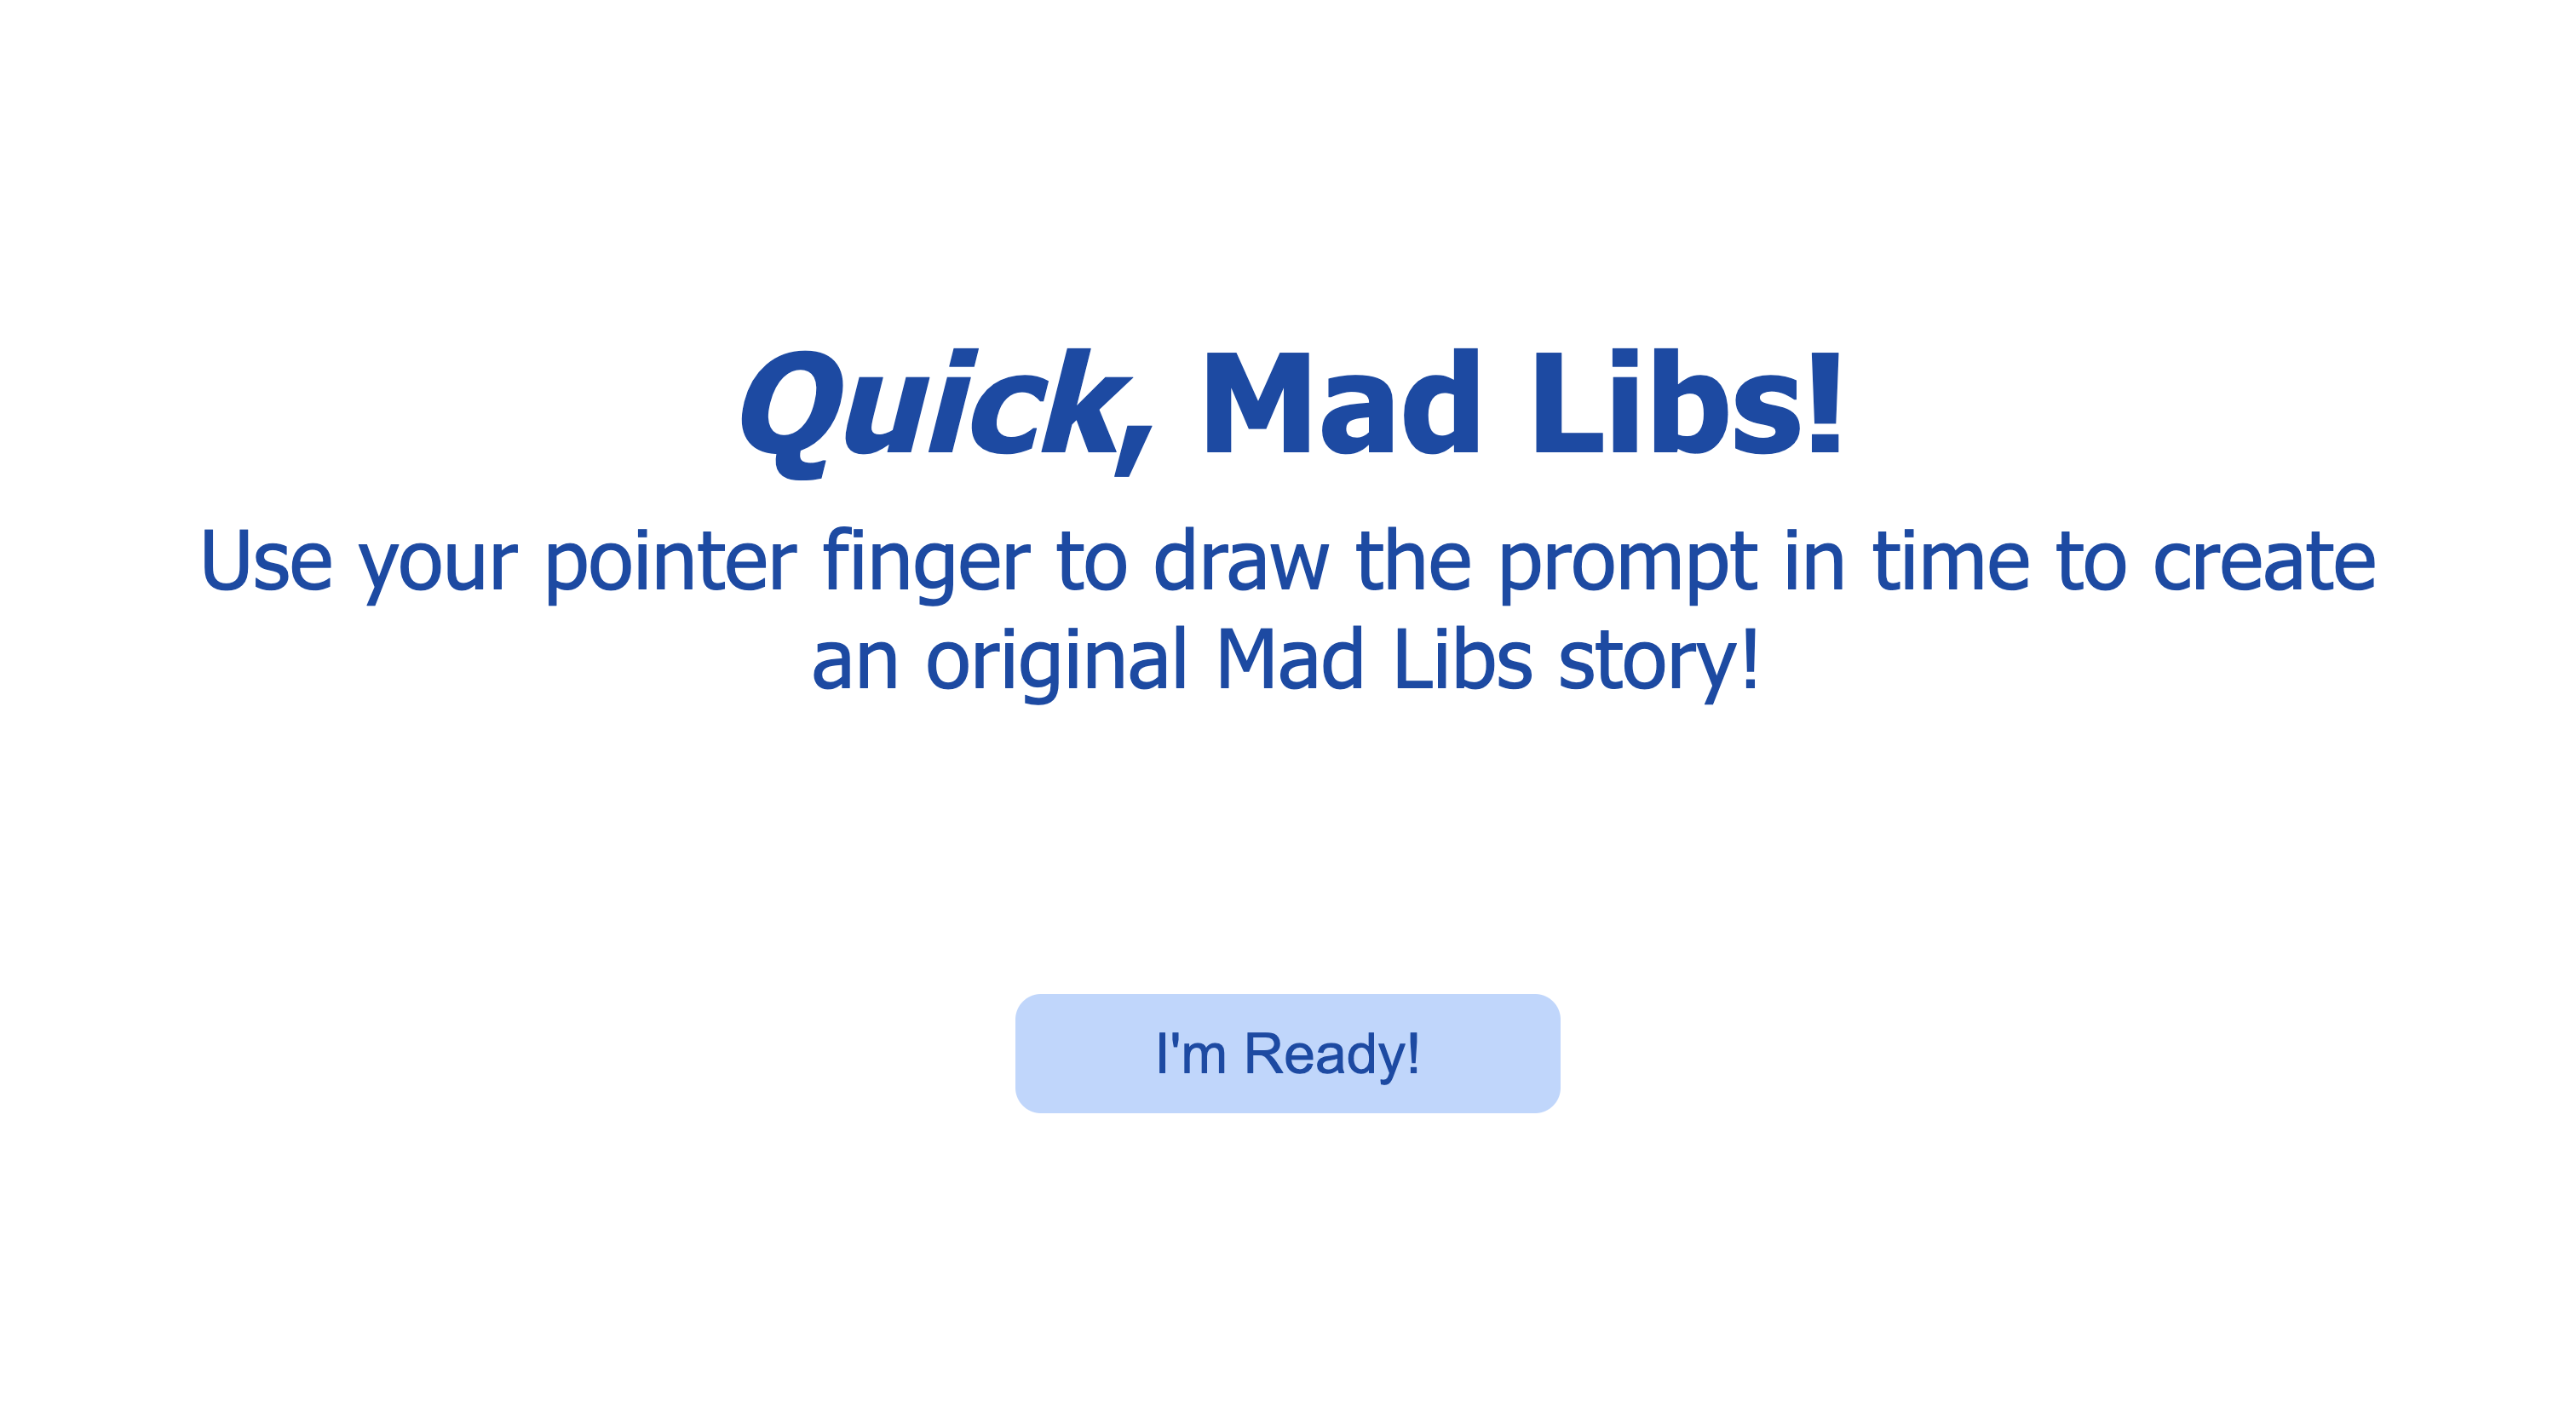 Quick, Mad Libs!
Use your pointer finger to draw the prompt in time to create
an original Mad Libs story!
I'm Ready!